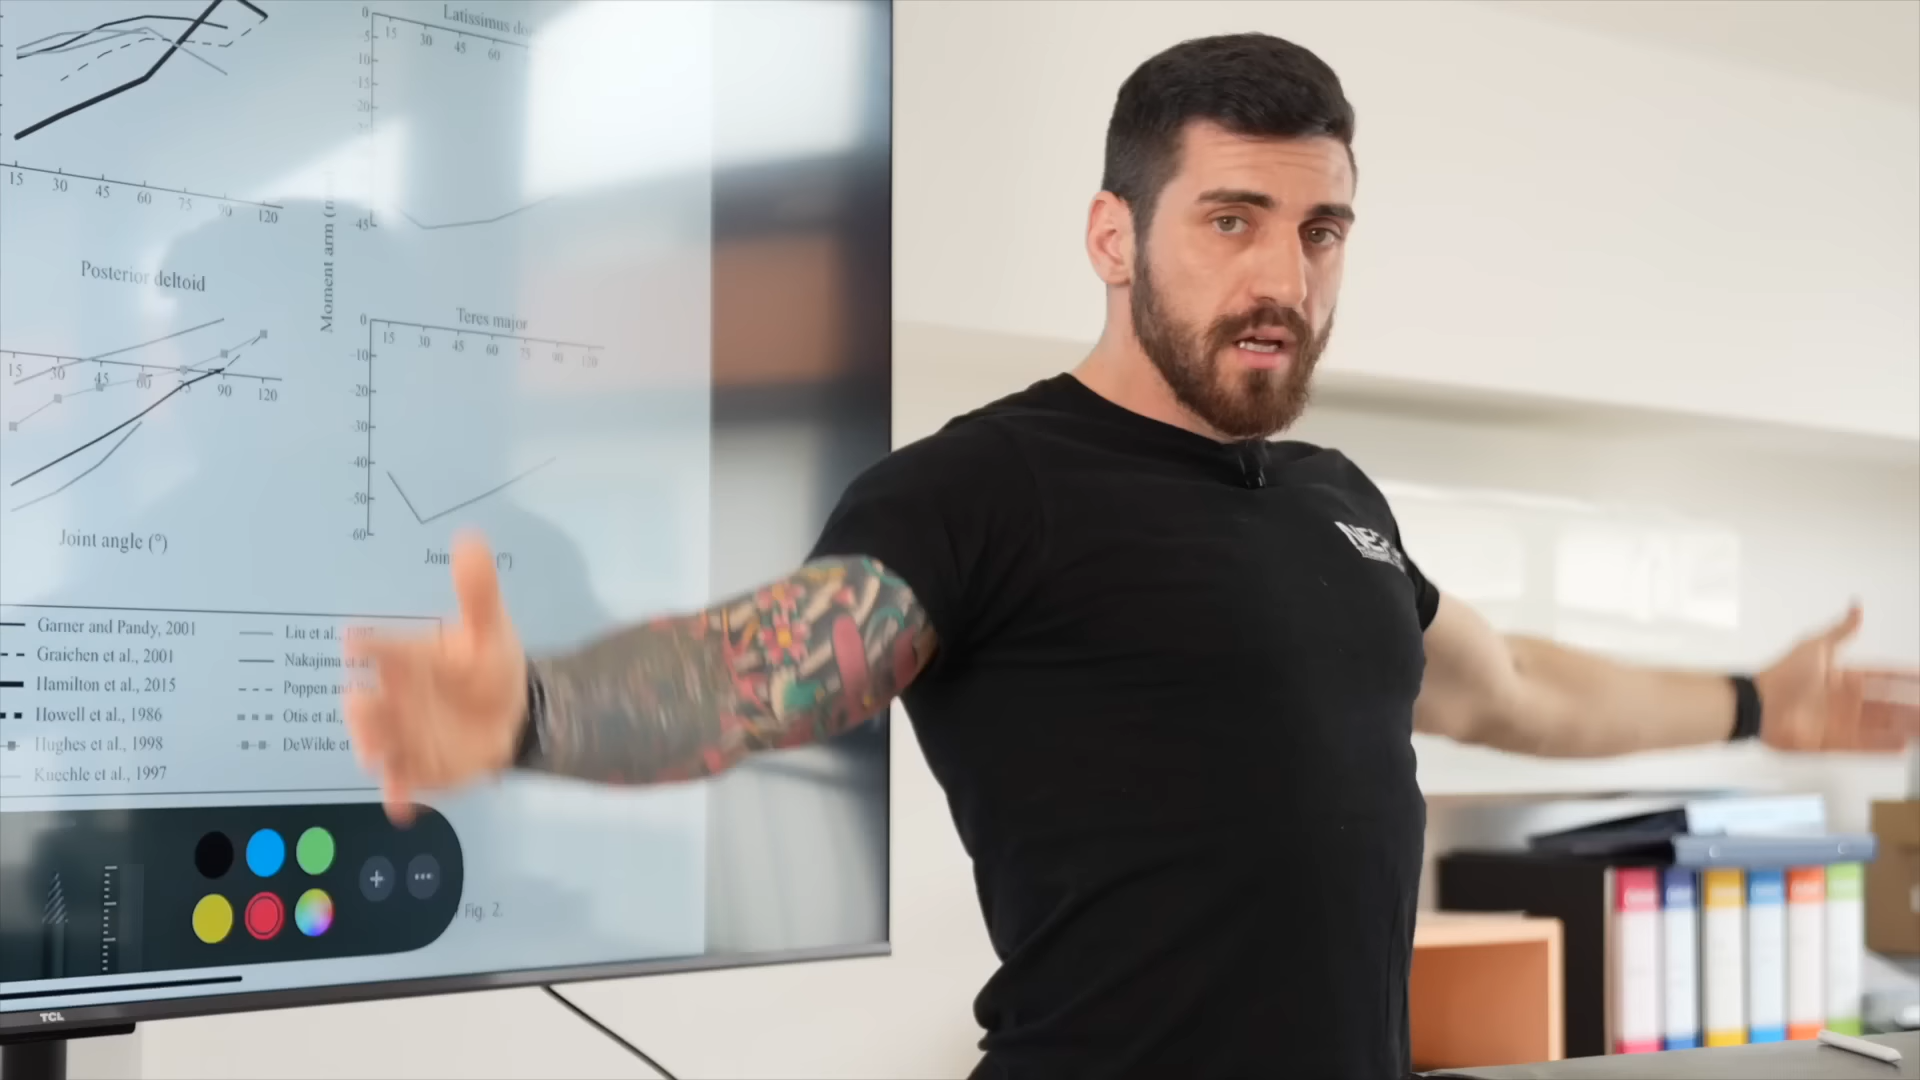 15 30 45 60 75 90 120
Posterior deltoid
15 30 45 60 75 90 120
Joint angle (°)
Latissimus
0
-5
-10
-15
-20
-45
15 30 45 60
Moment arm
Teres major
0
-10
-20
-30
-40
-50
-60
15 30 45 60 75 90 120
(°)
Garner and Pandy, 2001
Graichen et al., 2001
Hamilton et al., 2015
Howell et al., 1986
Hughes et al., 1998
Kuechle et al., 1997
Liu et al.,
Nakajima et al
Poppen and
Otis et al.,
DeWilde et
Fig. 2.
TCL